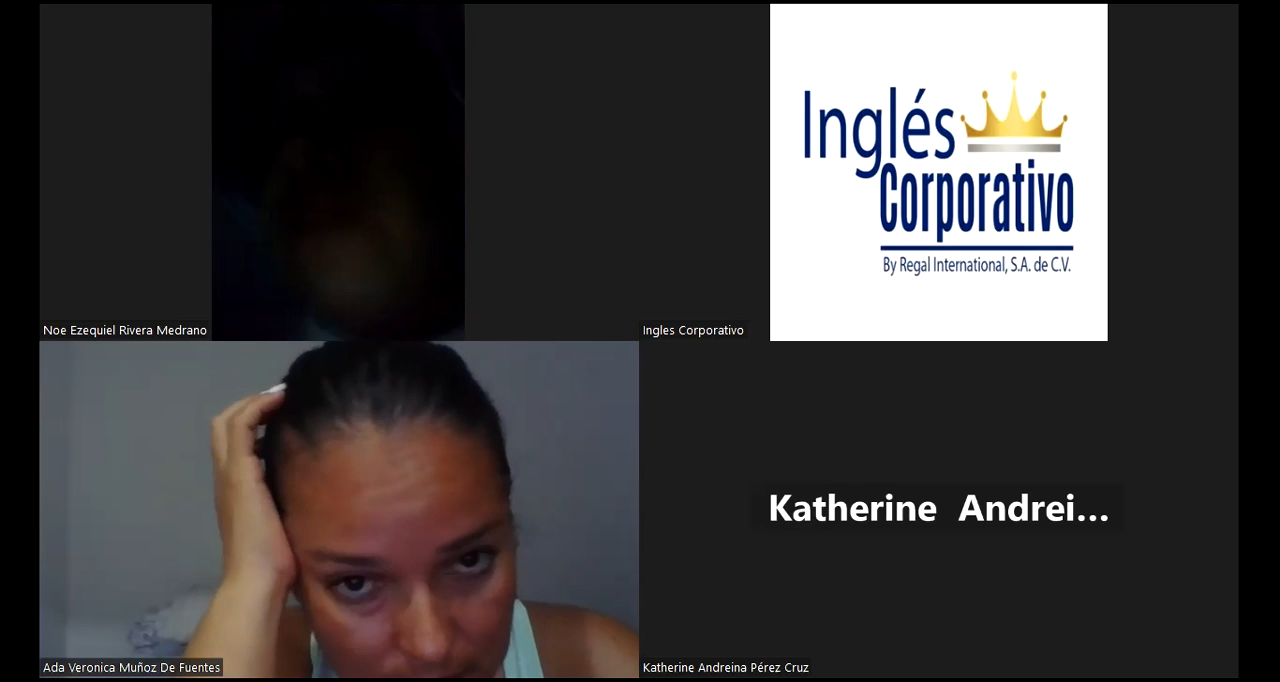 Inglés
Corporativo
By Regal International, S.A. de C.V.
Noe Ezequiel Rivera Medrano
Ingles Corporativo
Katherine Andrei...
Ada Veronica Muñoz De Fuentes
Katherine Andreina Pérez Cruz